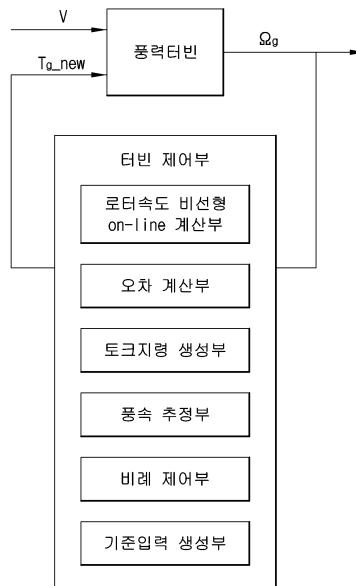 V
풍력터빈
Ωg
Tg_new
터빈 제어부
로터속도 비선형
on-line 계산부
오차 계산부
토크지령 생성부
풍속 추정부
비례 제어부
기준입력 생성부